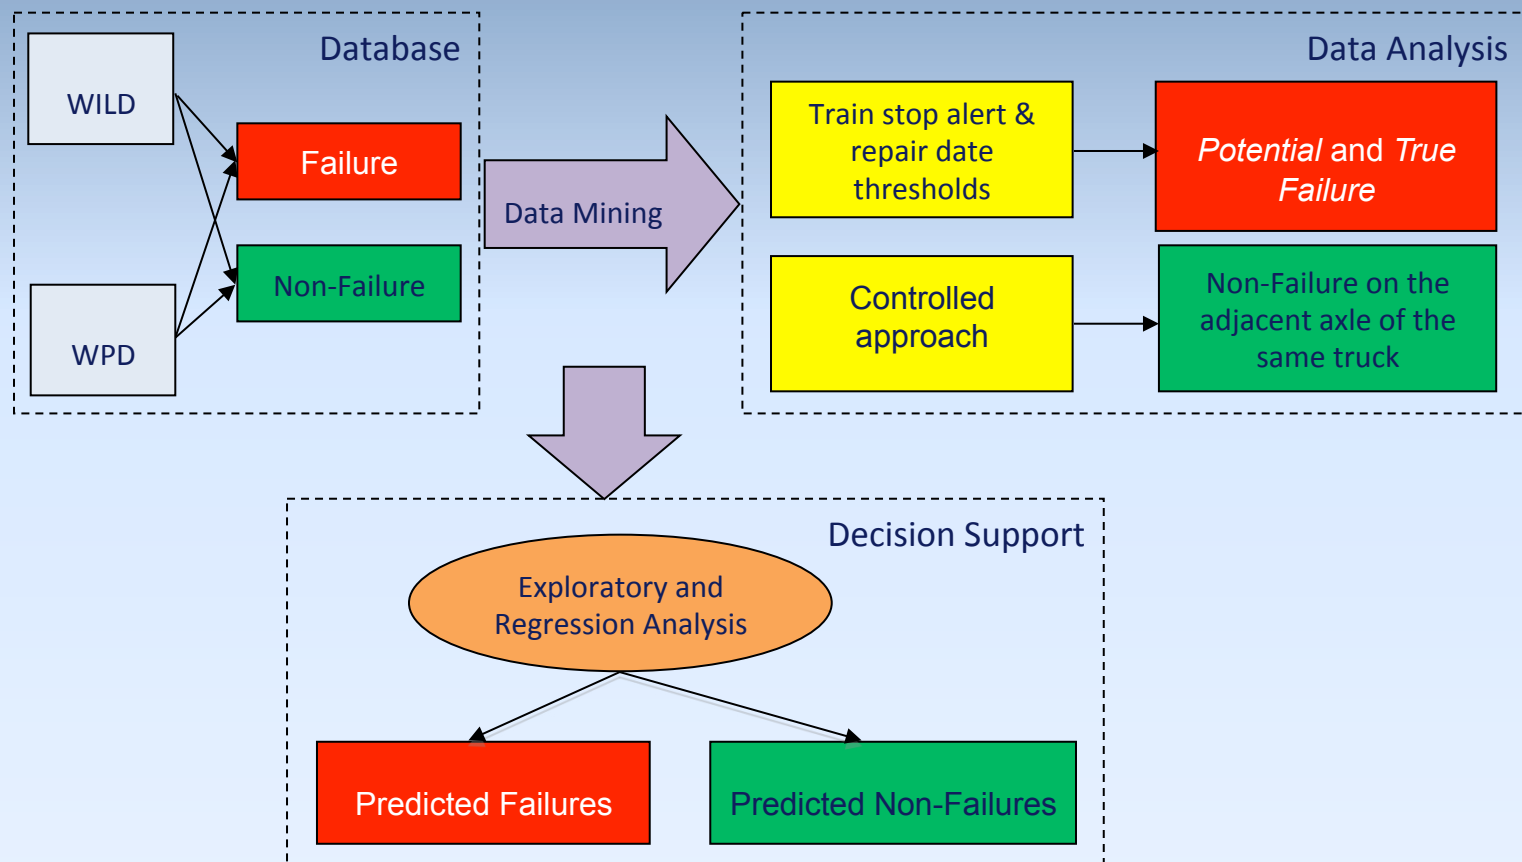 Database
WILD
Failure
Non-Failure
WPD
Data Mining
Data Analysis
Train stop alert &
repair date
thresholds
Potential and True
Failure
Controlled
approach
Non-Failure on the
adjacent axle of the
same truck
Decision Support
Exploratory and
Regression Analysis
Predicted Failures
Predicted Non-Failures